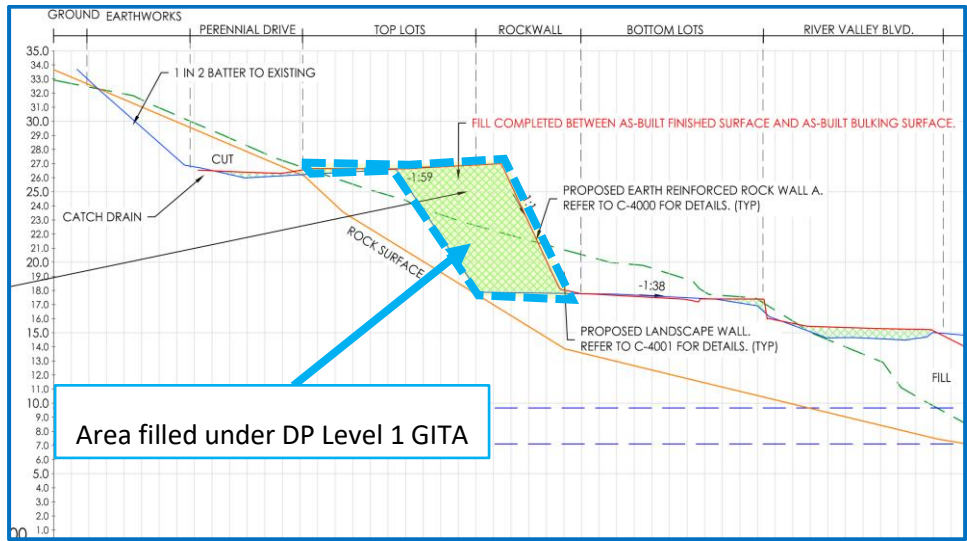 GROUND EARTHWORKS
PERENNIAL DRIVE
TOP LOTS
ROCKWALL
BOTTOM LOTS
RIVER VALLEY BLVD.
35.0
34.0
33.0
32.0
31.0
30.0
29.0
28.0
27.0
26.0
25.0
24.0
23.0
22.0
21.0
20.0
19.0
18.0
17.0
16.0
15.0
14.0
13.0
12.0
11.0
10.0
9.0
8.0
7.0
6.0
5.0
4.0
3.0
2.0
1.0
00
1 IN 2 BATTER TO EXISTING
FILL COMPLETED BETWEEN AS-BUILT FINISHED SURFACE AND AS-BUILT BULKING SURFACE.
CUT
-1:59
1:1
PROPOSED EARTH REINFORCED ROCK WALL A.
REFER TO C-4000 FOR DETAILS. (TYP)
CATCH DRAIN
ROCK SURFACE
-1:38
PROPOSED LANDSCAPE WALL.
REFER TO C-4001 FOR DETAILS. (TYP)
FILL
Area filled under DP Level 1 GITA